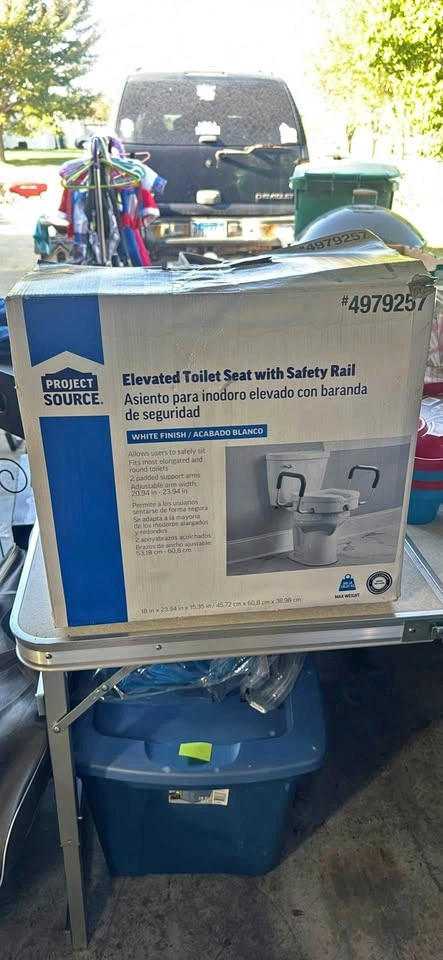 4979257
#4979257
PROJECT
SOURCE.
Elevated Toilet Seat with Safety Rail
Asiento para inodoro elevado con baranda
de seguridad
WHITE FINISH / ACABADO BLANCO
Allows users to safely sit
Fits most elongated and
round toilets
2 padded support arms
Adjustable arm width:
20.94 in - 23.94 in
Permite a los usuarios
sentarse de forma segura
Se adapta a la mayoría
de los inodoros alargados
y redondos
2 apoyabrazos acolchados
Brazos de ancho ajustable:
53,18 cm - 60,8 cm
MAX WEIGHT
18 in x 23.94 in x 15.35 in / 45.72 cm x 60,8 cm x 38.98 cm
CHEVROLET